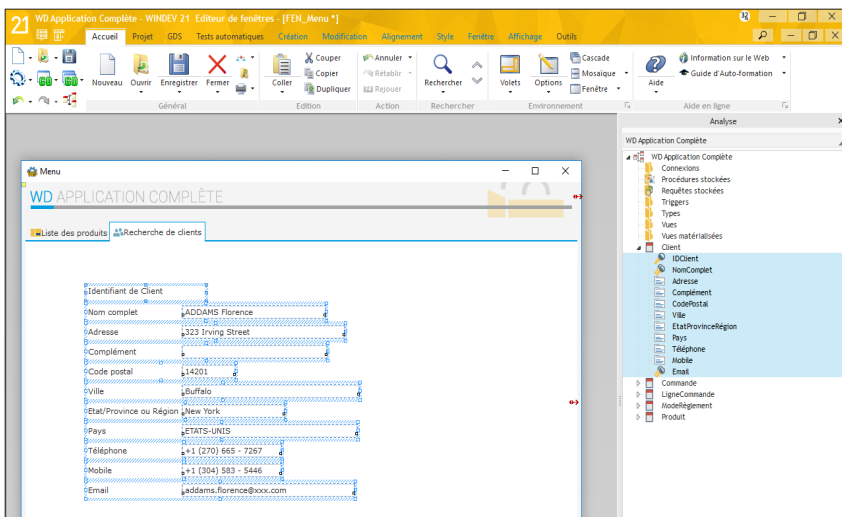 21 WD Application Complète - WINDEV 21 Editeur de fenêtres - [FEN_Menu *]
Accueil Projet GDS Tests automatiques Création Modification Alignement Style Fenêtre Affichage Outils
Nouveau Ouvrir Enregistrer Fermer
Général
Coller Couper Copier Dupliquer
Edition
Annuler Rétablir Rejouer
Action
Rechercher
Rechercher
Volets Options Cascade Mosaïque Fenêtre
Environnement
Aide Information sur le Web Guide d'Auto-formation
Aide en ligne
Analyse
WD Application Complète
WD Application Complète
Connexions
Procédures stockées
Requêtes stockées
Triggers
Types
Vues
Vues matérialisées
Client
IDClient
NomComplet
Adresse
Complément
CodePostal
Ville
EtatProvinceRégion
Pays
Téléphone
Mobile
Email
Commande
LigneCommande
ModeRèglement
Produit
Menu
WD APPLICATION COMPLÈTE
Liste des produits Recherche de clients
Identifiant de Client
Nom complet ADDAMS Florence
Adresse 323 Irving Street
Complément
Code postal 14201
Ville Buffalo
Etat/Province ou Région New York
Pays ETATS-UNIS
Téléphone +1 (270) 665 - 7267
Mobile +1 (304) 583 - 5446
Email addams.florence@xxx.com